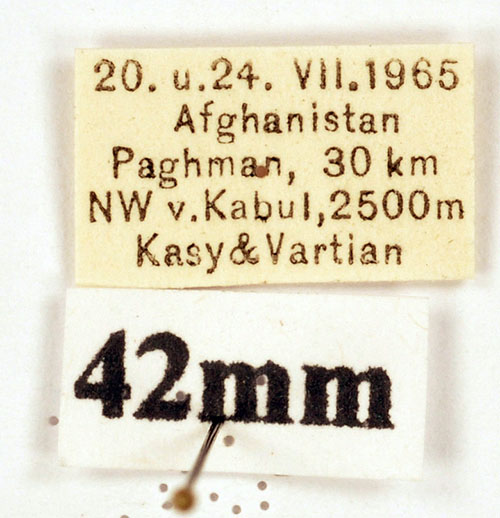 20. u.24. VII.1965
Afghanistan
Paghman, 30 km
NW v.Kabul,2500m
Kasy&Vartian
42mm